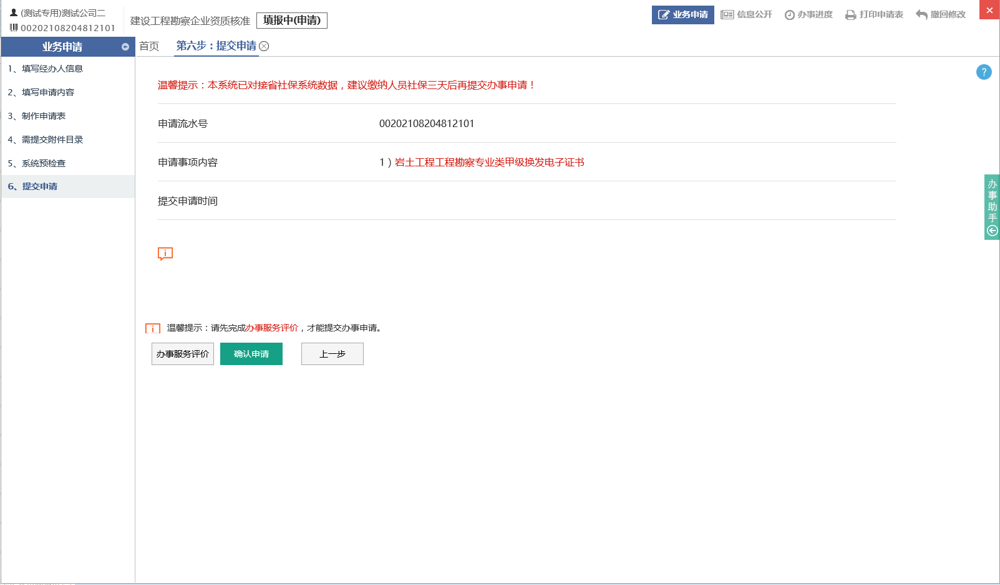 (测试专用)测试公司二
00202108204812101
建设工程勘察企业资质核准
填报中(申请)
业务申请
信息公开
办事进度
打印申请表
撤回修改
业务申请
首页
第六步：提交申请
1、填写经办人信息
2、填写申请内容
3、制作申请表
4、需提交附件目录
5、系统预检查
6、提交申请
?
温馨提示：本系统已对接省社保系统数据，建议缴纳人员社保三天后再提交办事申请！
申请流水号 00202108204812101
申请事项内容 1）岩土工程工程勘察专业类甲级换发电子证书
提交申请时间
办事助手
温馨提示：请先完成办事服务评价，才能提交办事申请。
办事服务评价
确认申请
上一步